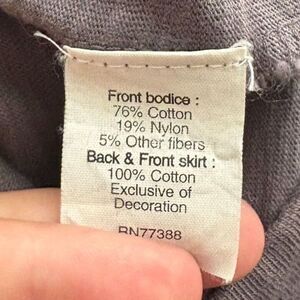 Front bodice :
76% Cotton
19% Nylon
5% Other fibers
Back & Front skirt :
100% Cotton
Exclusive of
Decoration
RN77388